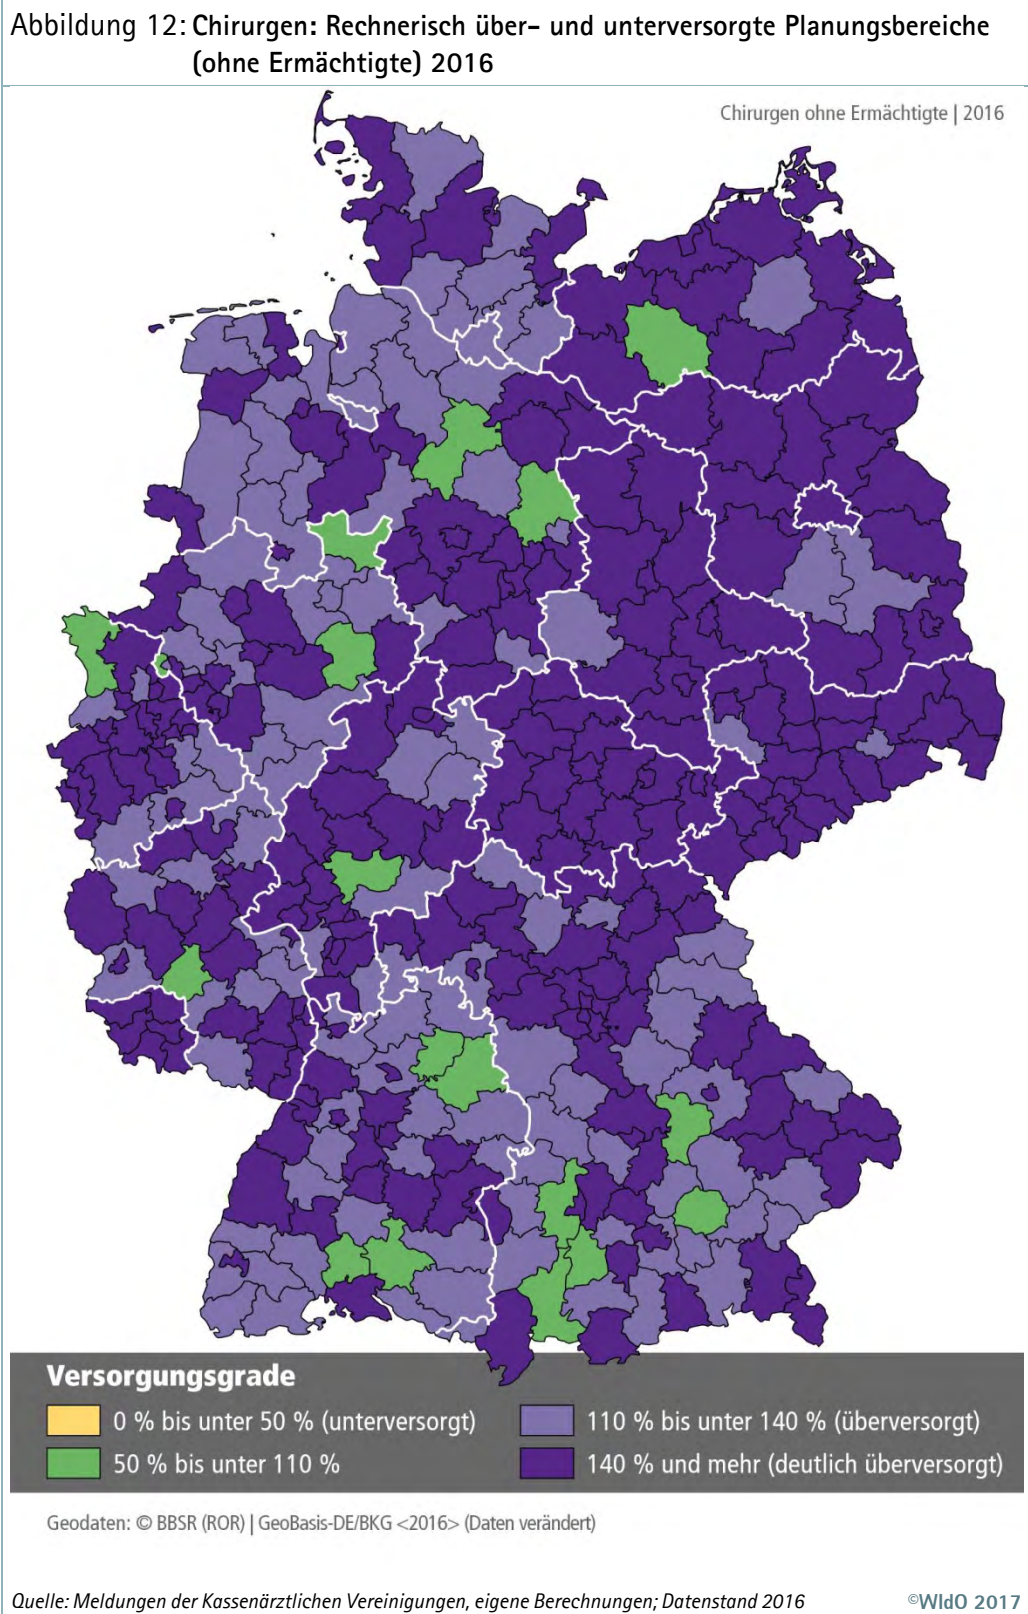 Abbildung 12: Chirurgen: Rechnerisch über- und unterversorgte Planungsbereiche
(ohne Ermächtigte) 2016
Chirurgen ohne Ermächtigte | 2016
Versorgungsgrade
0 % bis unter 50 % (unterversorgt)
50 % bis unter 110 %
110 % bis unter 140 % (überversorgt)
140 % und mehr (deutlich überversorgt)
Geodaten: © BBSR (ROR) | GeoBasis-DE/BKG <2016> (Daten verändert)
Quelle: Meldungen der Kassenärztlichen Vereinigungen, eigene Berechnungen; Datenstand 2016
©WIdO 2017